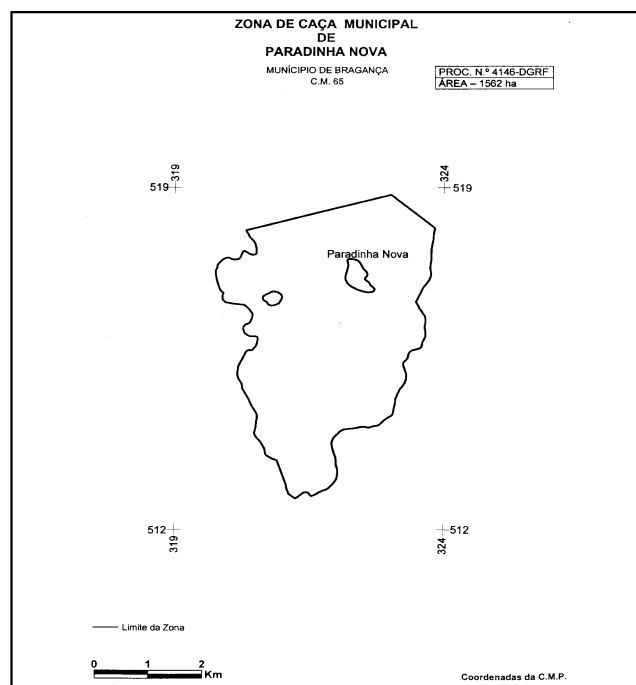 ZONA DE CAÇA MUNICIPAL
DE
PARADINHA NOVA
MUNÍCIPIO DE BRAGANÇA
C.M. 65
PROC. N.º 4146-DGRF
ÁREA – 1562 ha
319
324
519
519
Paradinha Nova
512
512
319
324
Limite da Zona
0 1 2
Km
Coordenadas da C.M.P.